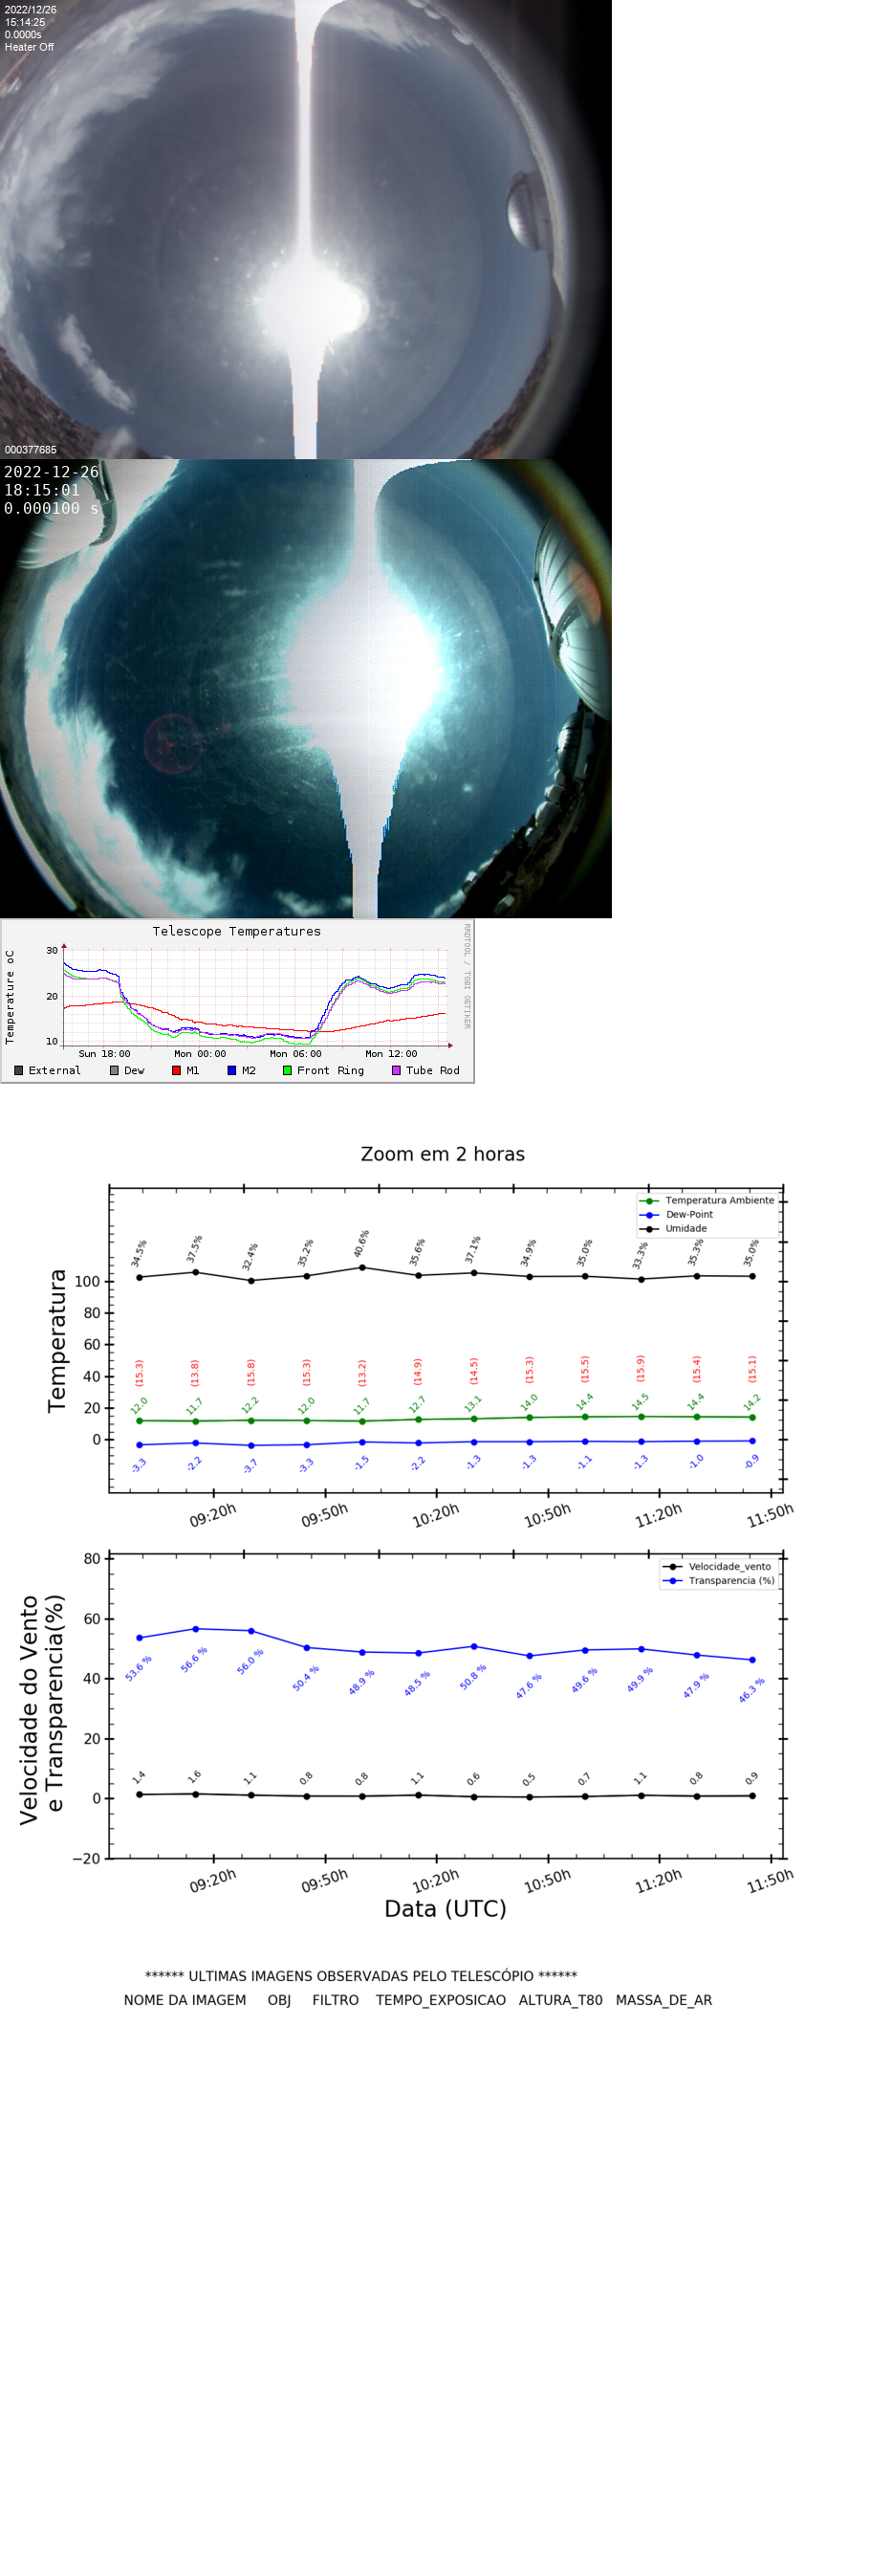 2022/12/26
15:14:25
0.0000s
Heater Off
000377685
2022-12-26
18:15:01
0.000100 s
Telescope Temperatures
RRDTOOL / TOBI OETIKER
Temperature oC
30
20
10
Sun 18:00 Mon 00:00 Mon 06:00 Mon 12:00
External Dew M1 M2 Front Ring Tube Rod
Zoom em 2 horas
Temperatura Ambiente
Dew-Point
Umidade
Temperatura
34.5% 37.5% 32.4% 35.2% 40.6% 35.6% 37.1% 34.9% 35.0% 33.3% 35.3% 35.0%
100
80
60
40
20
0
(15.3) (13.8) (15.8) (15.3) (13.2) (14.9) (14.5) (15.3) (15.5) (15.9) (15.4) (15.1)
12.0 11.7 12.2 12.0 11.7 12.7 13.1 14.0 14.4 14.5 14.4 14.2
-3.3 -2.2 -3.7 -3.3 -1.5 -2.2 -1.3 -1.3 -1.1 -1.3 -1.0 -0.9
09:20h 09:50h 10:20h 10:50h 11:20h 11:50h
Velocidade_vento
Transparencia (%)
Velocidade do Vento
e Transparencia(%)
80
60
40
20
0
−20
53.6 % 56.6 % 56.0 % 50.4 % 48.9 % 48.5 % 50.8 % 47.6 % 49.6 % 49.9 % 47.9 % 46.3 %
1.4 1.6 1.1 0.8 0.8 1.1 0.6 0.5 0.7 1.1 0.8 0.9
09:20h 09:50h 10:20h 10:50h 11:20h 11:50h
Data (UTC)
****** ULTIMAS IMAGENS OBSERVADAS PELO TELESCÓPIO ******
NOME DA IMAGEM OBJ FILTRO TEMPO_EXPOSICAO ALTURA_T80 MASSA_DE_AR